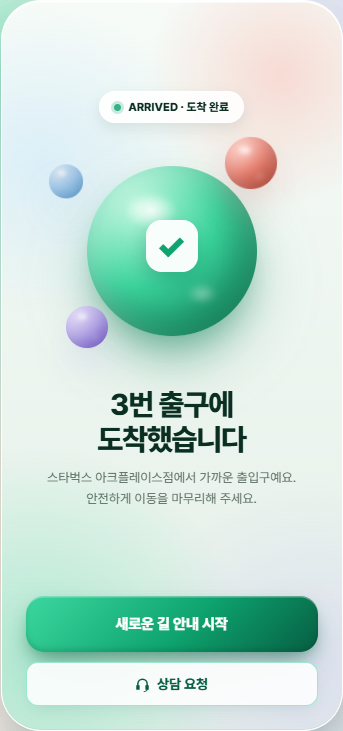 ARRIVED · 도착 완료
3번 출구에
도착했습니다
스타벅스 아크플레이스점에서 가까운 출입구예요.
안전하게 이동을 마무리해 주세요.
새로운 길 안내 시작
상담 요청